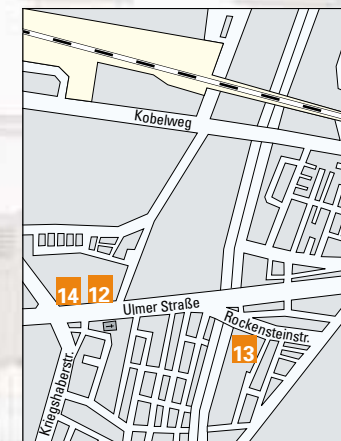 Kobelweg
14
12
Ulmer Straße
Rockensteinstr.
13
Kriegshaberstr.